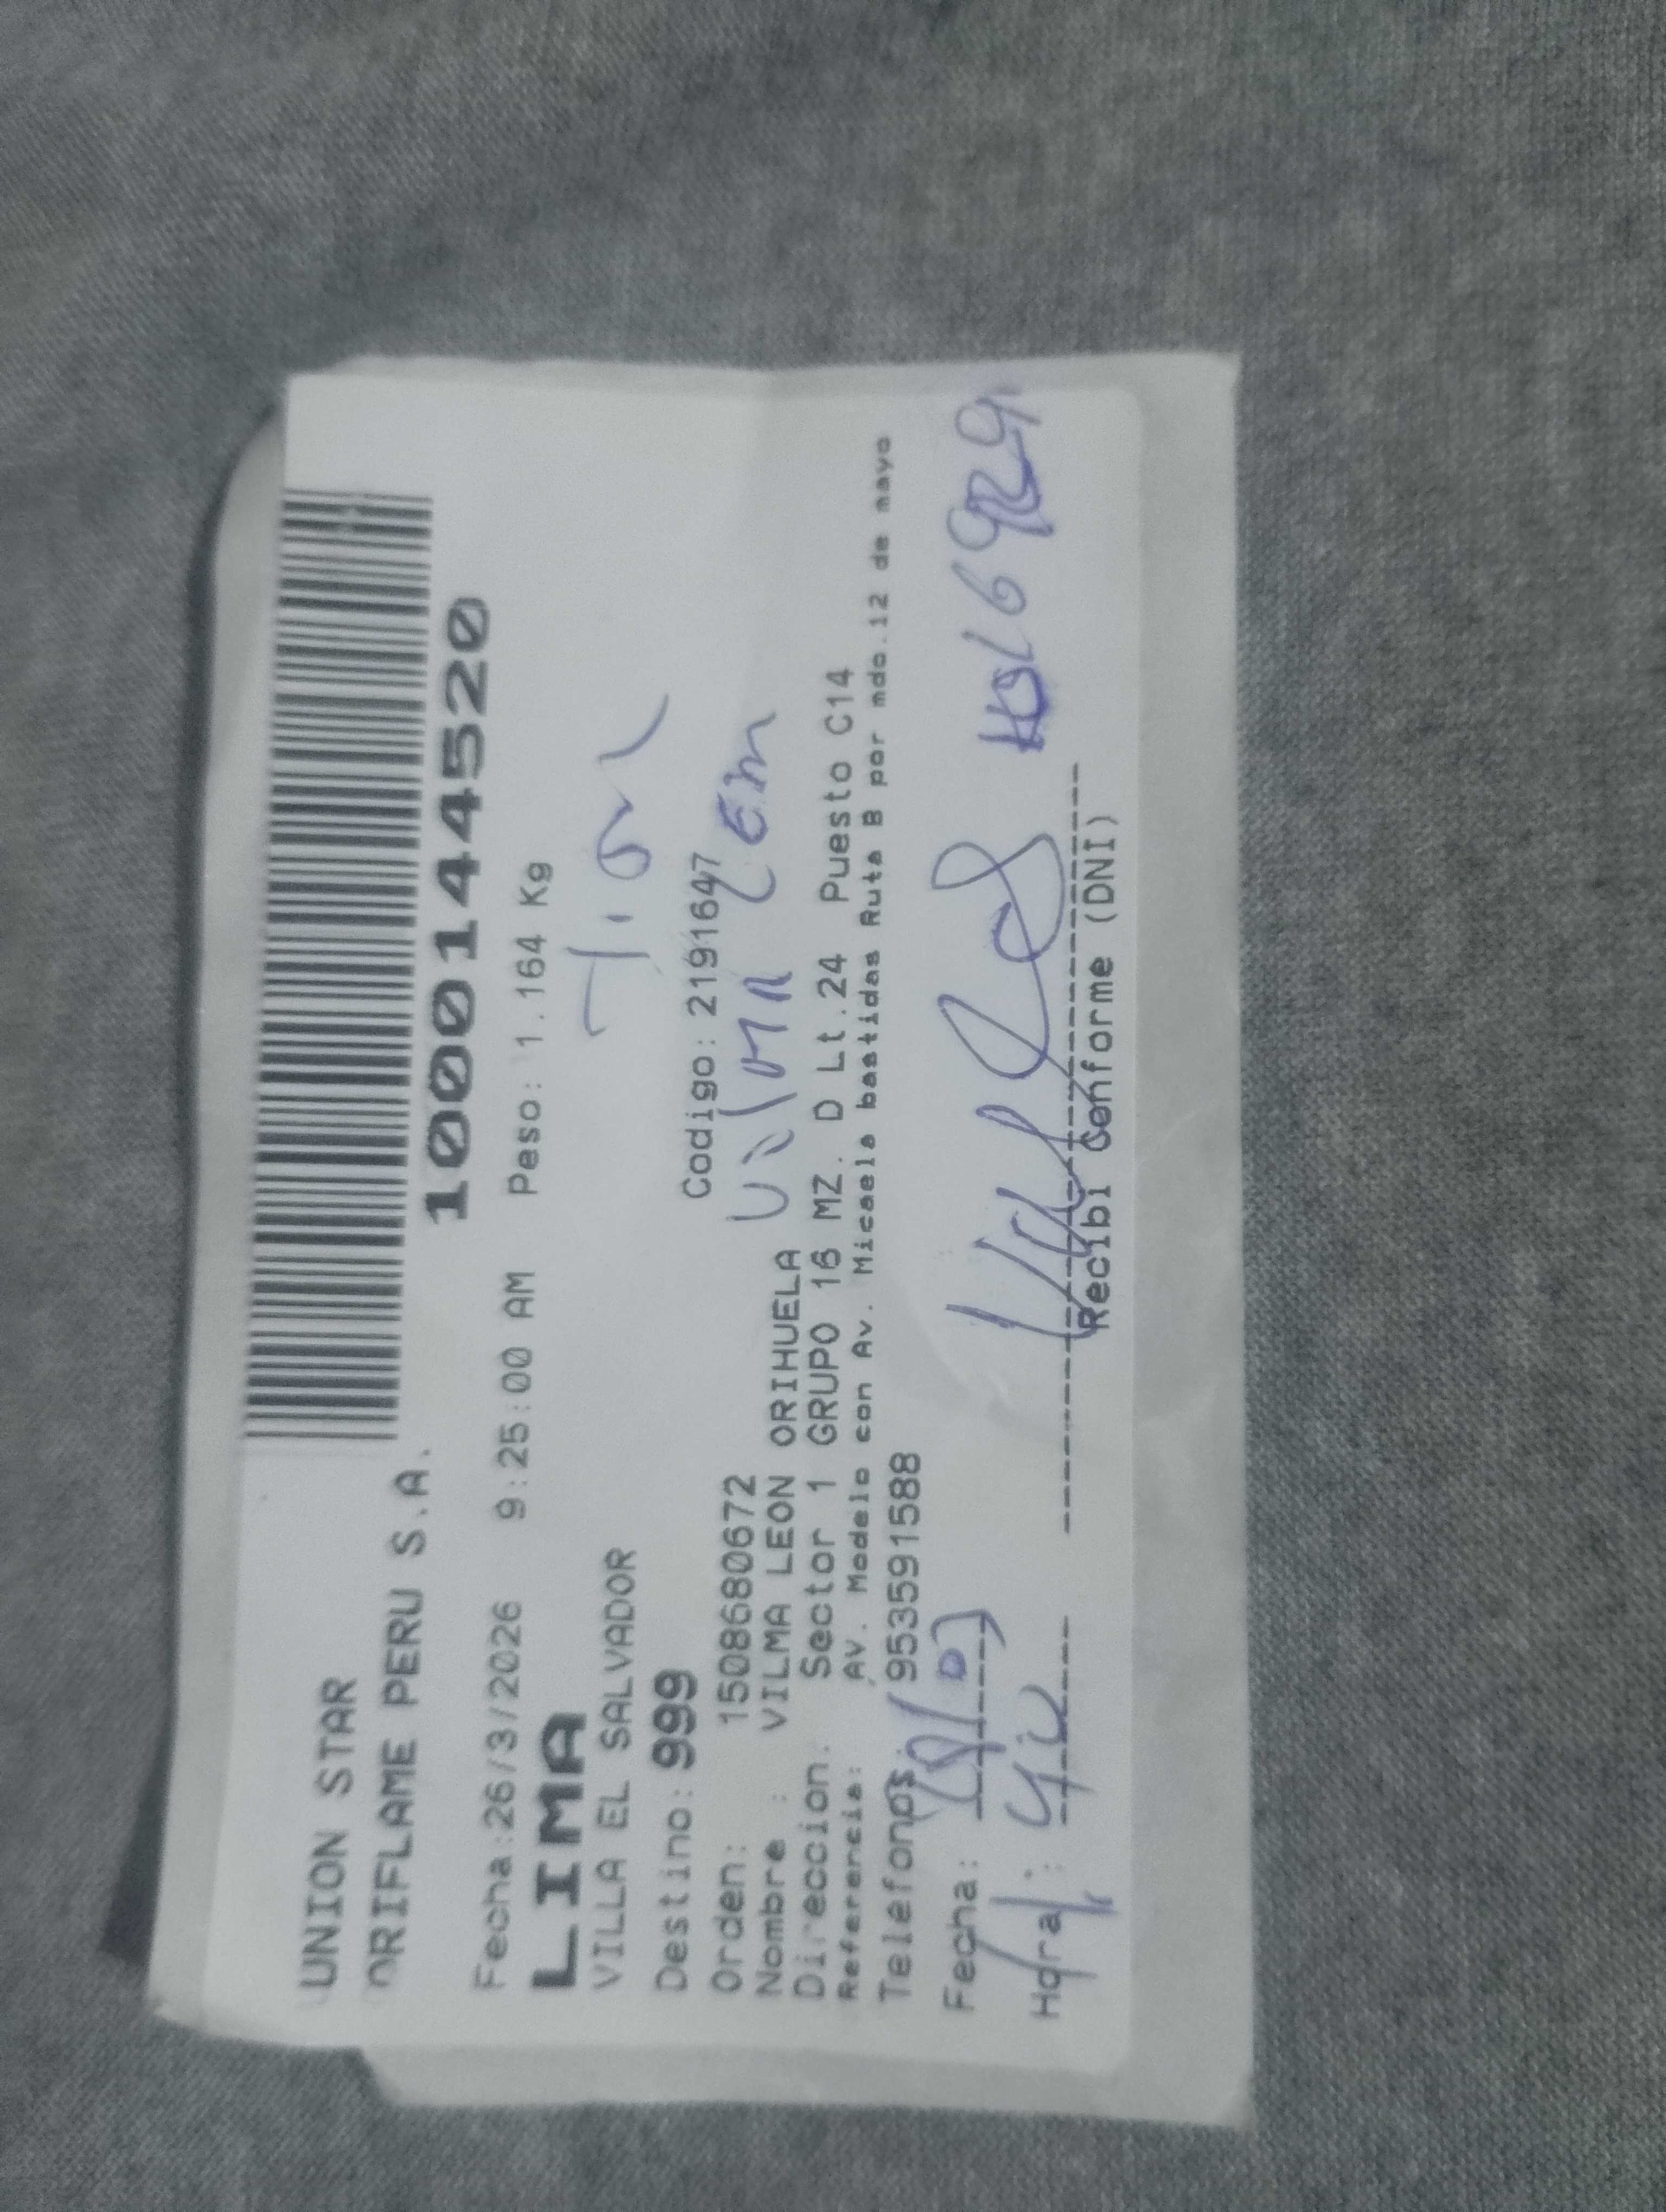 UNION STAR
ORIFLAME PERU S.A.
1000144520
Fecha:26/3/2026 9:25:00 AM Peso: 1.164 Kg
LIMA
VILLA EL SALVADOR
Destino: 999
Codigo: 2191647
Orden: 1508680672
Nombre : VILMA LEON ORIHUELA
Vilma
Direccion: Sector 1 GRUPO 16 MZ. D Lt.24 Puesto C14
Referencia: AV. Modelo con Av. Micaela bastidas Ruta B por mdo.12 de mayo
Telefonos: 953591588
Fecha:
Hora:
Recibi Conforme (DNI)